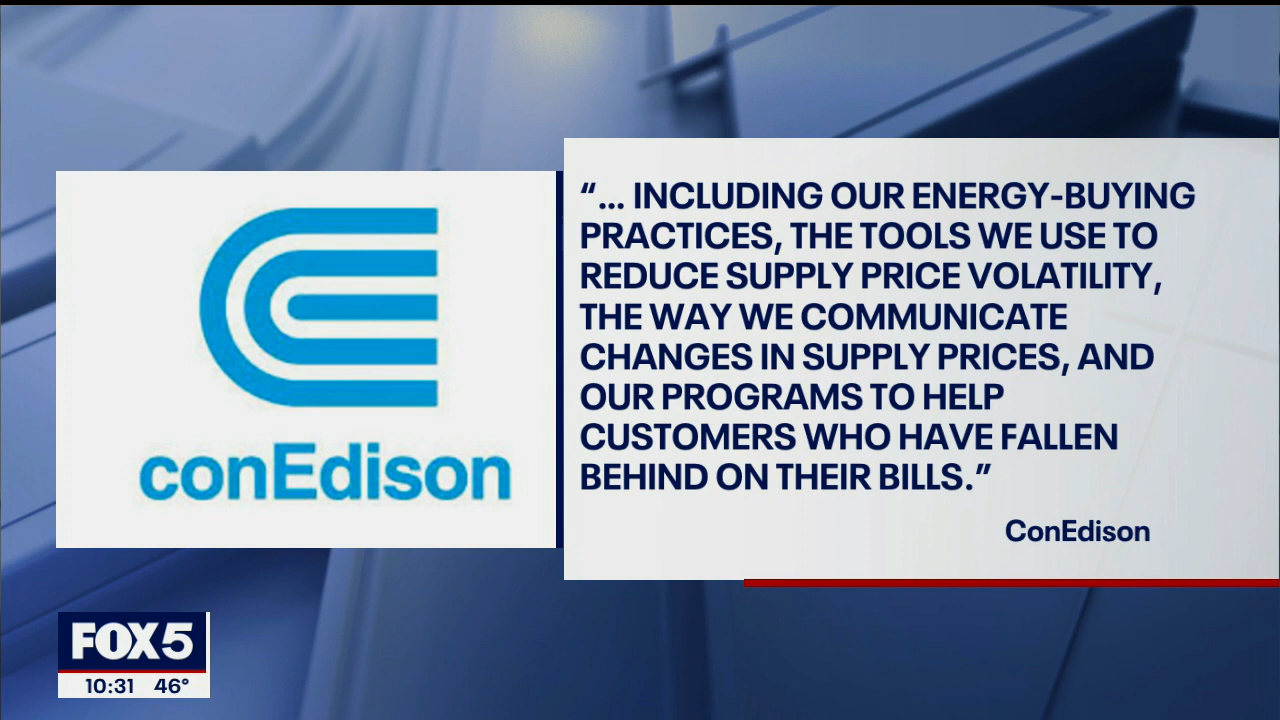 conEdison
“... INCLUDING OUR ENERGY-BUYING
PRACTICES, THE TOOLS WE USE TO
REDUCE SUPPLY PRICE VOLATILITY,
THE WAY WE COMMUNICATE
CHANGES IN SUPPLY PRICES, AND
OUR PROGRAMS TO HELP
CUSTOMERS WHO HAVE FALLEN
BEHIND ON THEIR BILLS.”
ConEdison
FOX5
10:31 46°